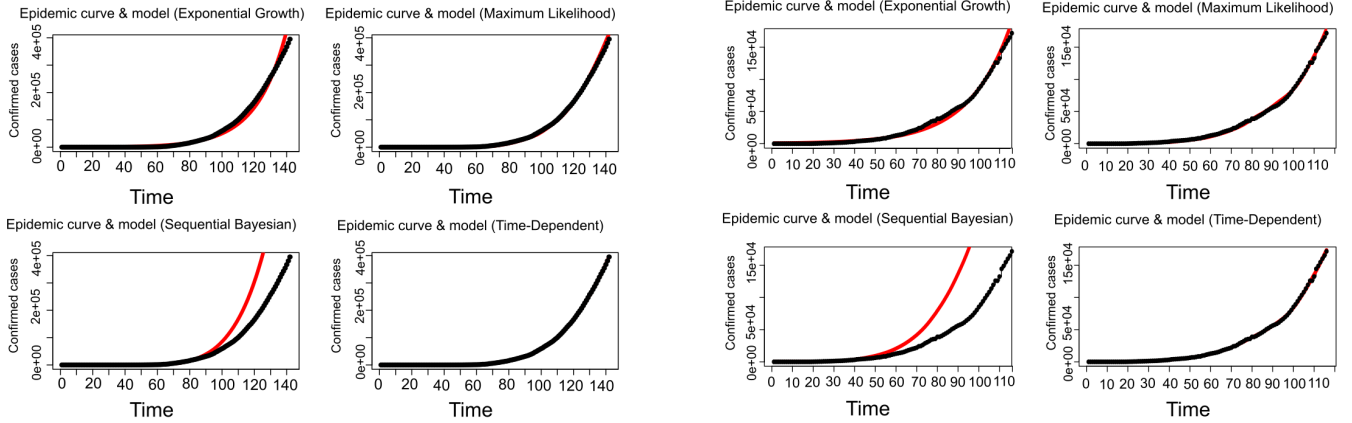 Epidemic curve & model (Exponential Growth)
Confirmed cases
0e+00 2e+05 4e+05
0 20 40 60 80 100 120 140
Time
Epidemic curve & model (Maximum Likelihood)
Confirmed cases
0e+00 2e+05 4e+05
0 20 40 60 80 100 120 140
Time
Epidemic curve & model (Exponential Growth)
Confirmed cases
0e+00 5e+04 15e+04
0 10 20 30 40 50 60 70 80 90 100 110
Time
Epidemic curve & model (Maximum Likelihood)
Confirmed cases
0e+00 5e+04 15e+04
0 10 20 30 40 50 60 70 80 90 100 110
Time
Epidemic curve & model (Sequential Bayesian)
Confirmed cases
0e+00 2e+05 4e+05
0 20 40 60 80 100 120 140
Time
Epidemic curve & model (Time-Dependent)
Confirmed cases
0e+00 2e+05 4e+05
0 20 40 60 80 100 120 140
Time
Epidemic curve & model (Sequential Bayesian)
Confirmed cases
0e+00 5e+04 15e+04
0 10 20 30 40 50 60 70 80 90 100 110
Time
Epidemic curve & model (Time-Dependent)
Confirmed cases
0e+00 5e+04 15e+04
0 10 20 30 40 50 60 70 80 90 100 110
Time